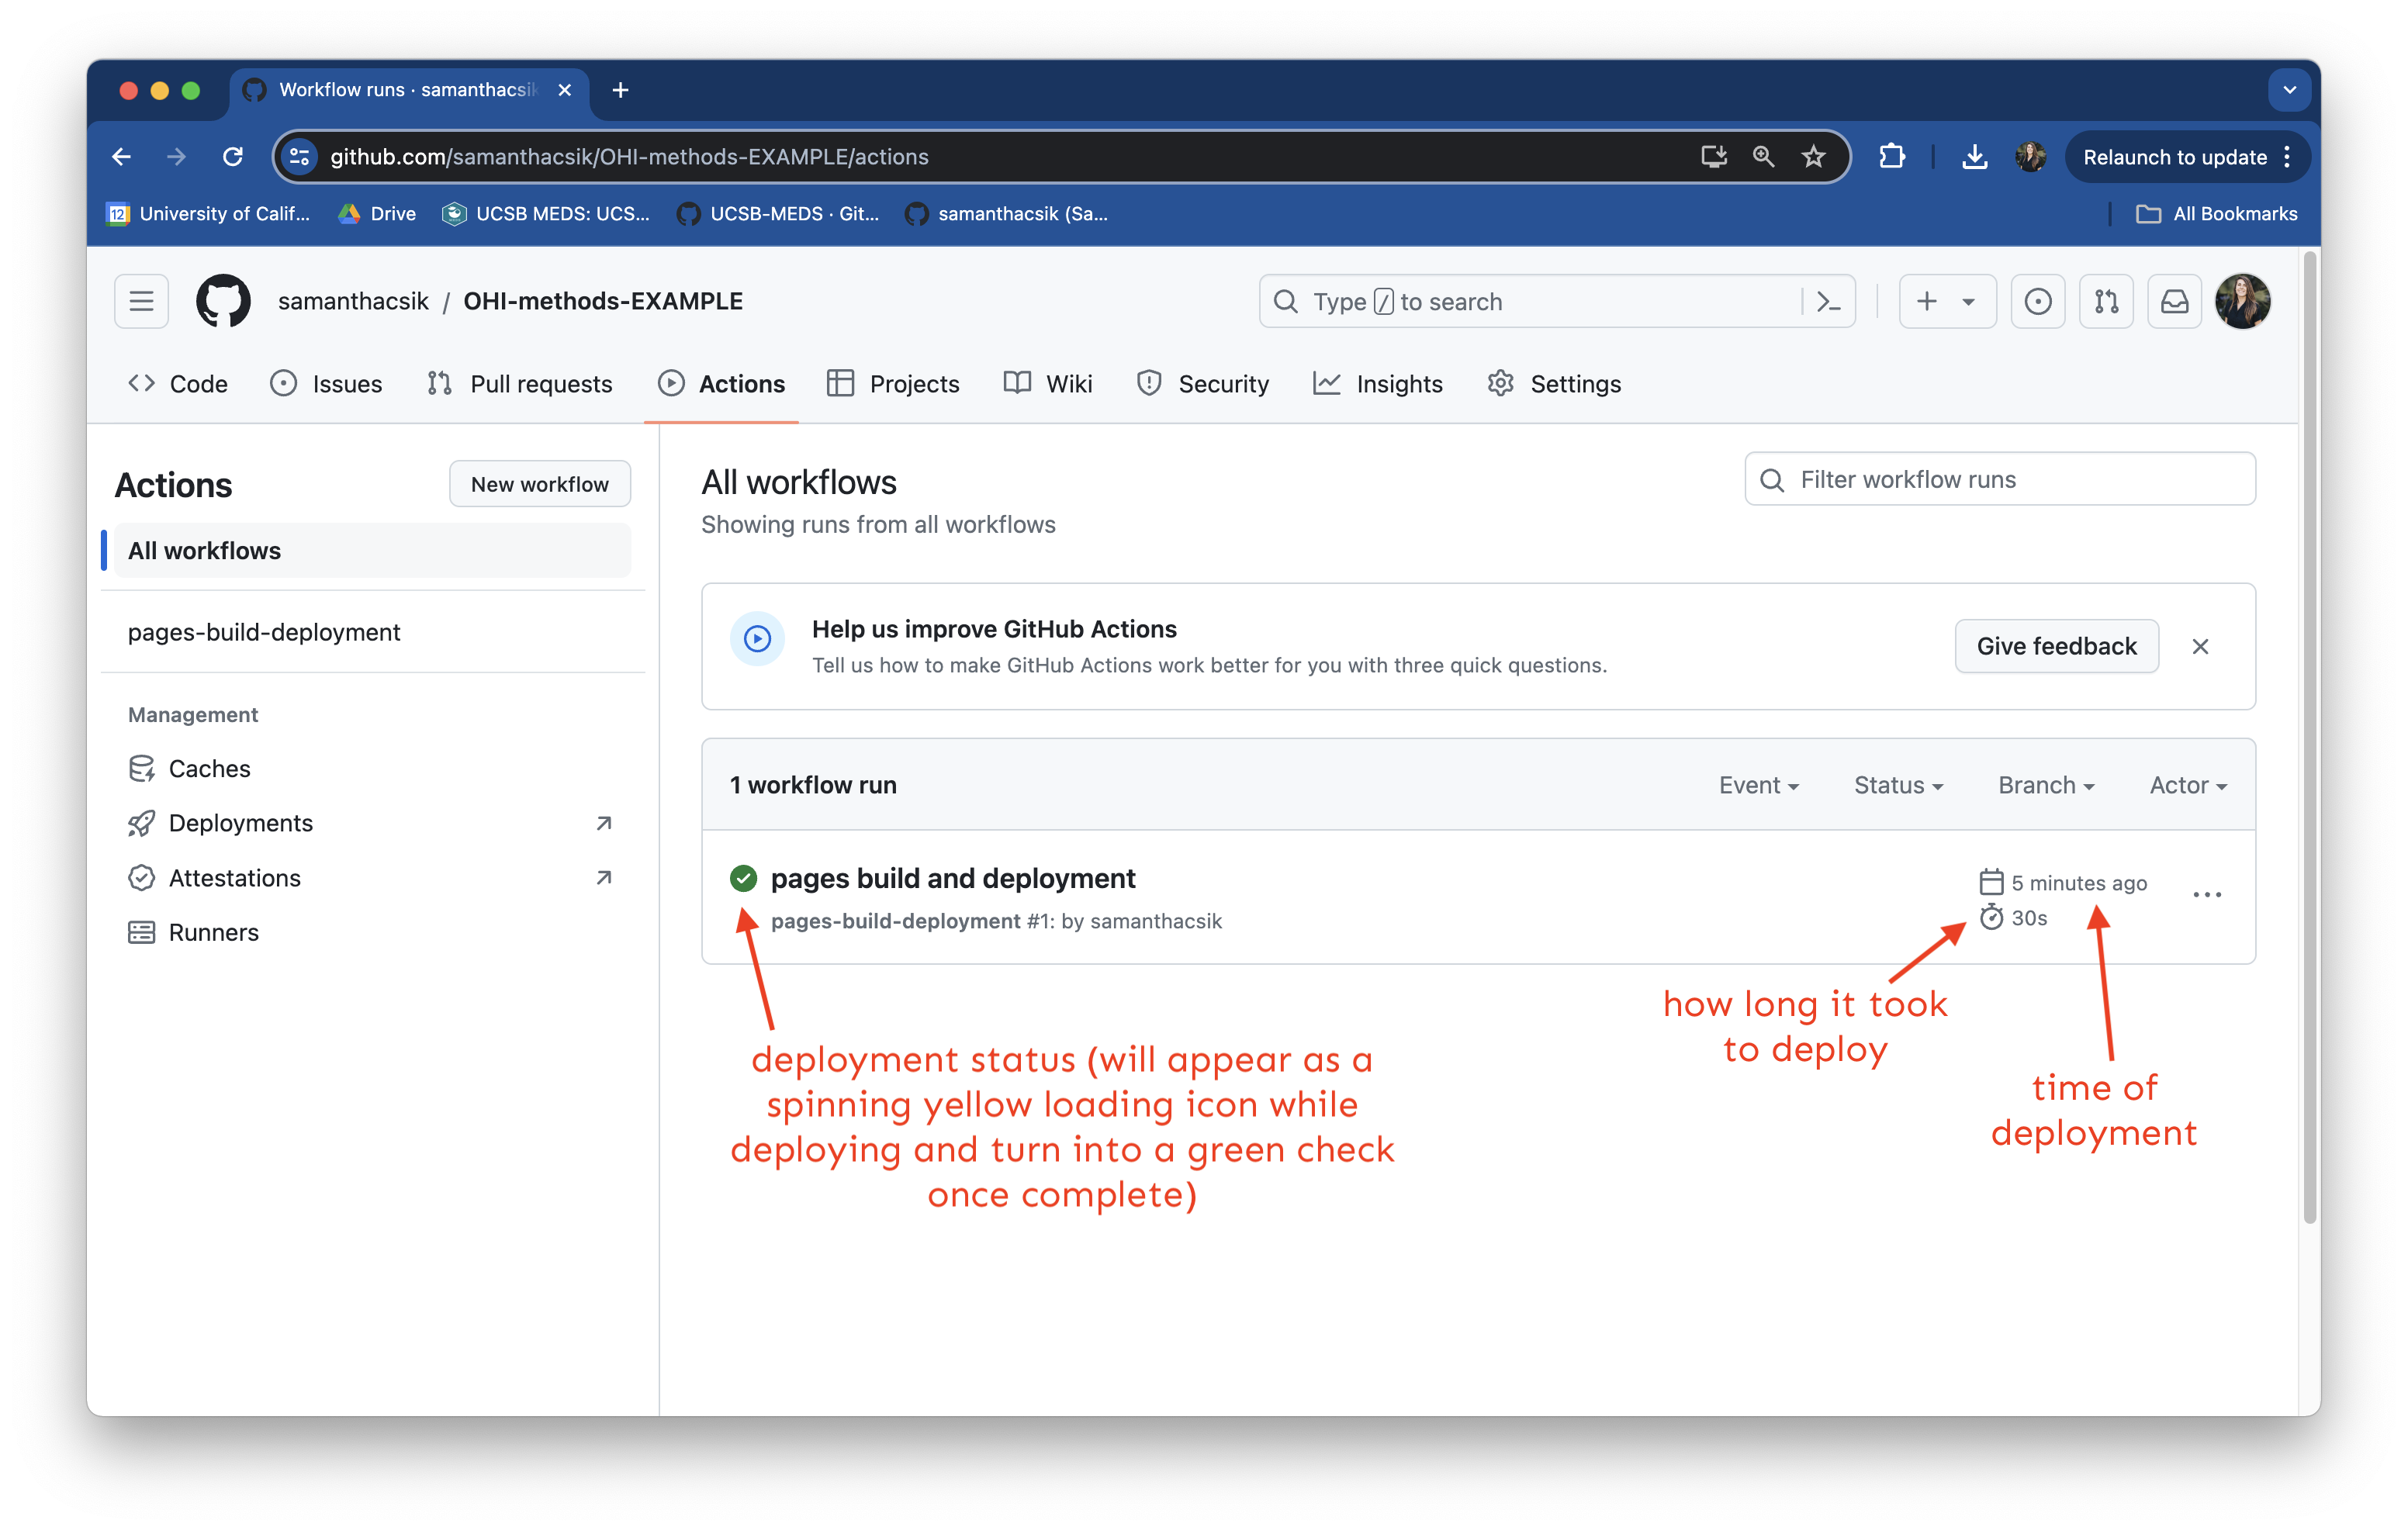 Workflow runs · samanthacsik
github.com/samanthacsik/OHI-methods-EXAMPLE/actions
Relaunch to update
12 University of Calif...
Drive
UCSB MEDS: UCS...
UCSB-MEDS · Git...
samanthacsik (Sa...
All Bookmarks
samanthacsik / OHI-methods-EXAMPLE
Type / to search
Code
Issues
Pull requests
Actions
Projects
Wiki
Security
Insights
Settings
Actions
New workflow
All workflows
pages-build-deployment
Management
Caches
Deployments
Attestations
Runners
All workflows
Showing runs from all workflows
Filter workflow runs
Help us improve GitHub Actions
Tell us how to make GitHub Actions work better for you with three quick questions.
Give feedback
1 workflow run
Event
Status
Branch
Actor
pages build and deployment
pages-build-deployment #1: by samanthacsik
5 minutes ago
30s
deployment status (will appear as a
spinning yellow loading icon while
deploying and turn into a green check
once complete)
how long it took
to deploy
time of
deployment